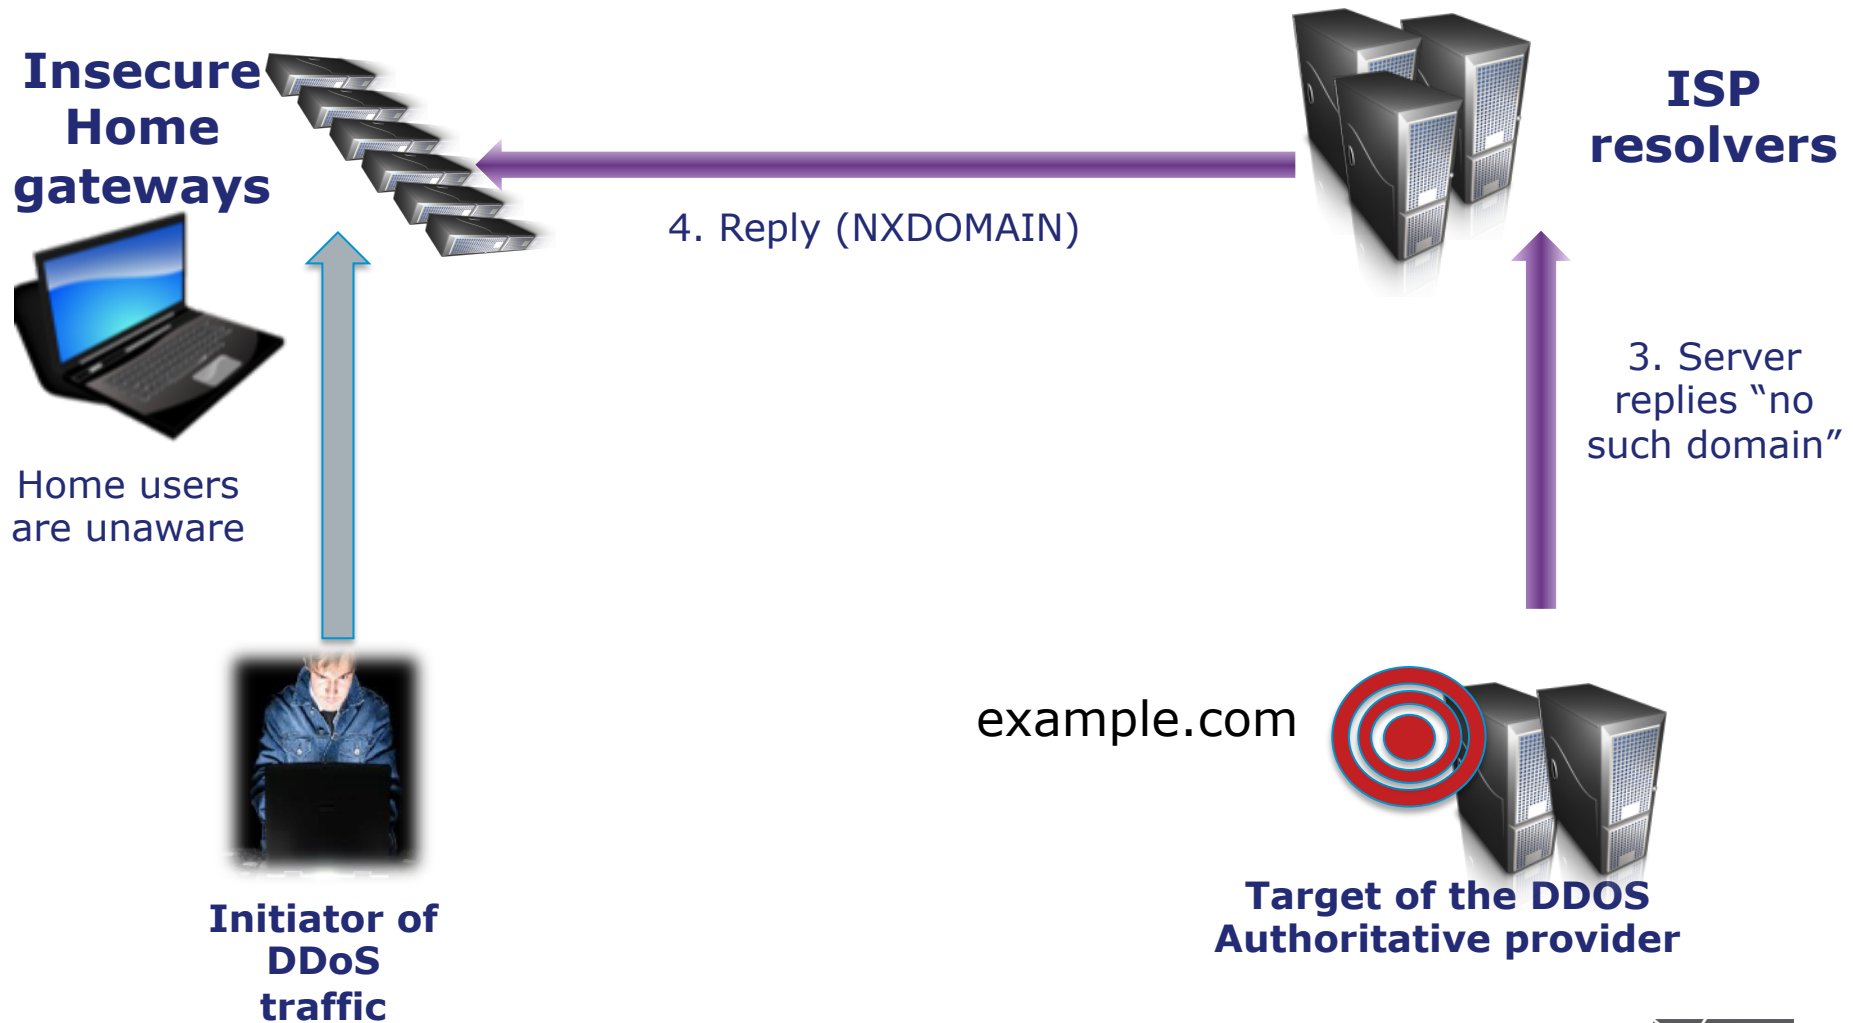 Insecure
Home
gateways
ISP
resolvers
4. Reply (NXDOMAIN)
3. Server
replies “no
such domain”
Home users
are unaware
example.com
Initiator of
DDoS
traffic
Target of the DDOS
Authoritative provider